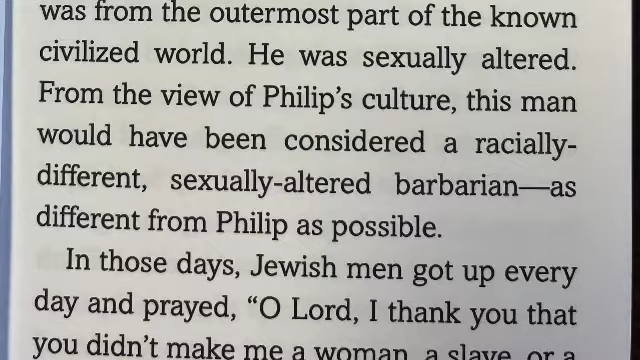 was from the outermost part of the known
civilized world. He was sexually altered.
From the view of Philip's culture, this man
would have been considered a racially-
different, sexually-altered barbarian—as
different from Philip as possible.
In those days, Jewish men got up every
day and prayed, “O Lord, I thank you that
you didn't make me a woman, a slave, or a